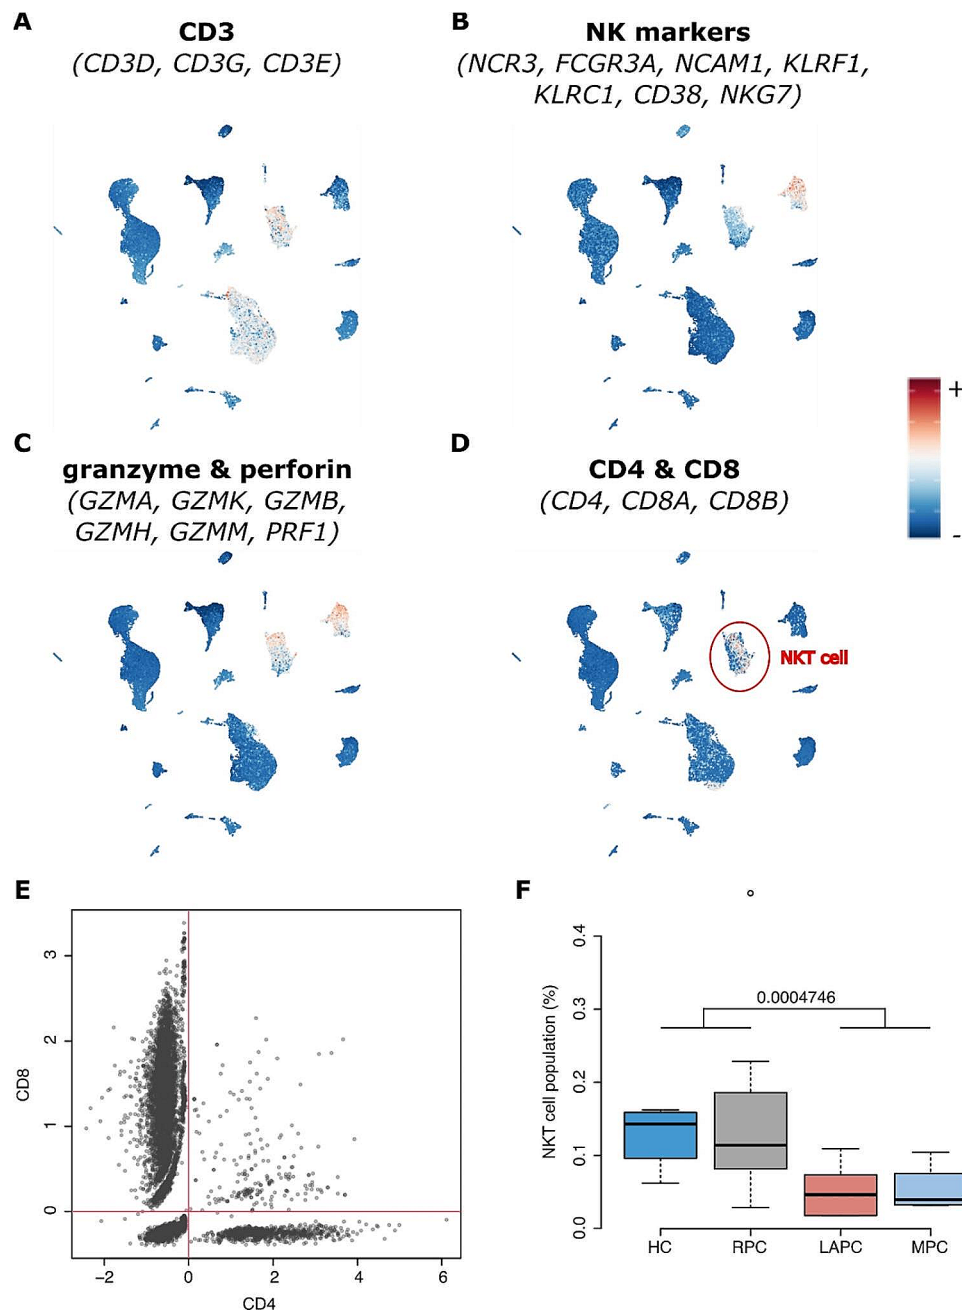 A
CD3
(CD3D, CD3G, CD3E)
B
NK markers
(NCR3, FCGR3A, NCAM1, KLRF1,
KLRC1, CD38, NKG7)
+
-
C
granzyme & perforin
(GZMA, GZMK, GZMB,
GZMH, GZMM, PRF1)
D
CD4 & CD8
(CD4, CD8A, CD8B)
NKT cell
E
CD8
3
2
1
0
-2
0
2
4
6
CD4
F
NKT cell population (%)
0.4
0.3
0.2
0.1
0.0
0.0004746
HC
RPC
LAPC
MPC